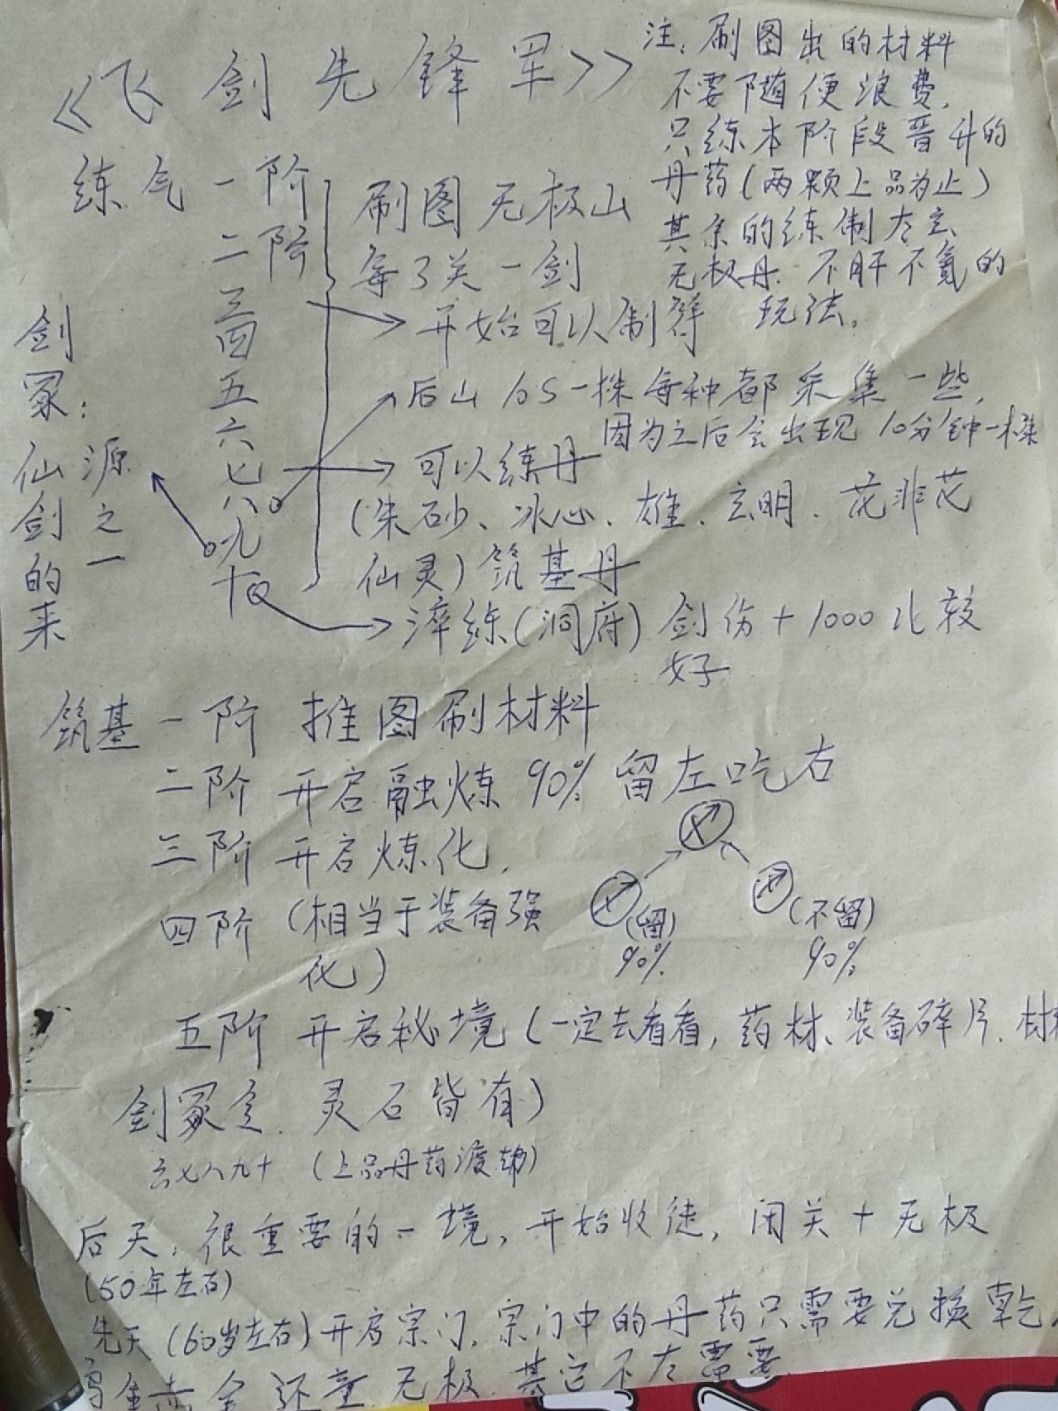 《飞剑先锋军》
注：刷图出的材料
不要随便浪费，
只练本阶段晋升的
丹药（两颗上品为止）
其余的练制太玄
无极丹。不肝不氪的
玩法。
练气一阶
二阶
三
四
五
六
七
八
九
十
刷图无极山
每了关一剑
开始可以制符
后山 10S一株每种都采集一些，
因为之后会出现10分钟一株
可以练丹
（朱砂、冰心、雄、玄明、花非花
仙灵）筑基丹
淬练（洞府）剑伤+1000比较
好
剑冢：
仙剑的来
源之一
筑基一阶 推图刷材料
二阶 开启融炼 90% 留左吃右
三阶 开启炼化，
四阶（相当于装备强
化）
（留）
90%
（不留）
90%
五阶 开启秘境（一定去看看，药材、装备碎片、材
剑冢令、灵石皆有）
六七八九十（上品丹药渡劫）
后天：很重要的一境，开始收徒，闭关+无极
（50年左右）
先天（60岁左右）开启宗门，宗门中的丹药只需要兑换乾
金 还童 无极、其它不太需要